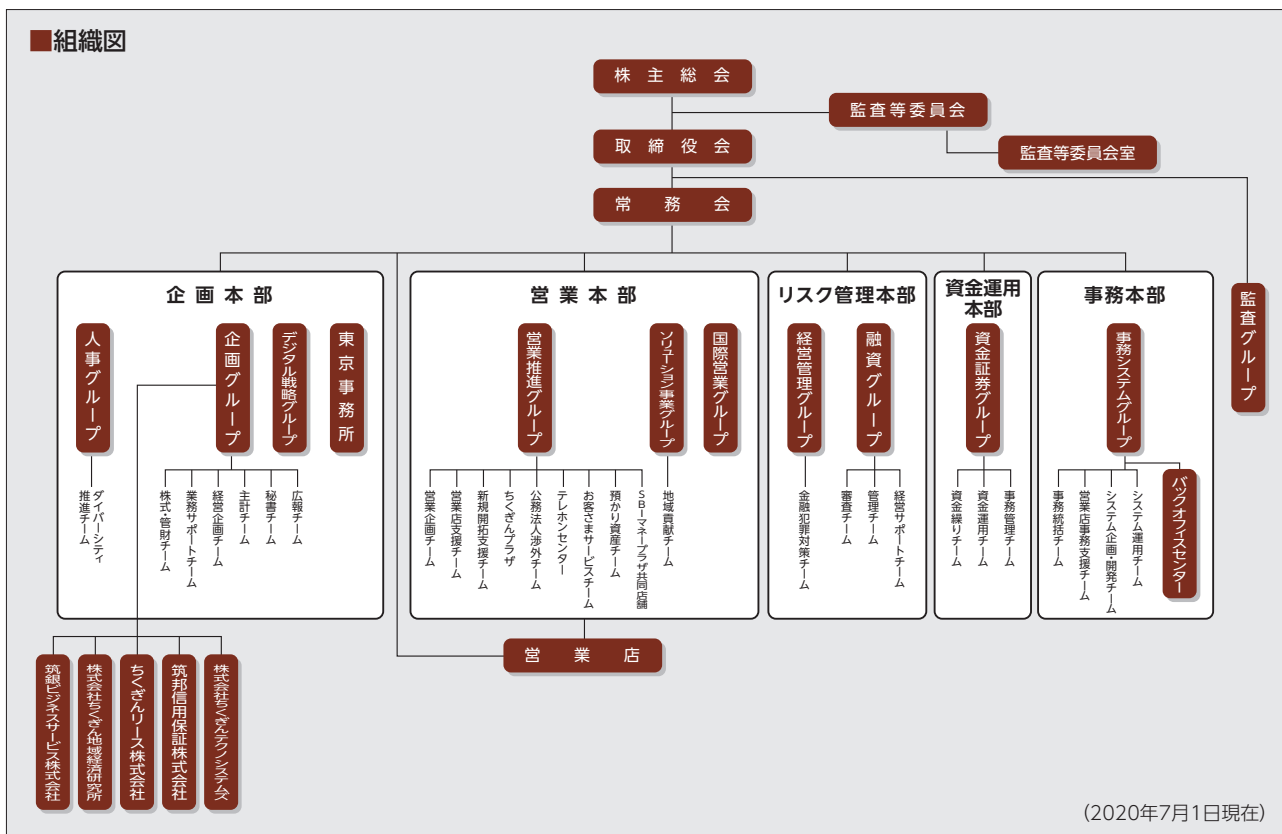 ■組織図
株主総会
監査等委員会
取締役会
監査等委員会室
常務会
企画本部
人事グループ
ダイバーシティ
推進チーム
企画グループ
株式・管財チーム
業務サポートチーム
経営企画チーム
主計チーム
秘書チーム
広報チーム
デジタル戦略グループ
東京事務所
営業本部
営業推進グループ
営業企画チーム
営業店支援チーム
新規開拓支援チーム
ちくぎんプラザ
公務法人渉外チーム
テレホンセンター
お客さまサービスチーム
預かり資産チーム
SBIマネープラザ共同店舗
ソリューション事業グループ
地域貢献チーム
国際営業グループ
リスク管理本部
経営管理グループ
金融犯罪対策チーム
融資グループ
審査チーム
管理チーム
経営サポートチーム
資金運用
本部
資金証券グループ
資金繰りチーム
資金運用チーム
事務管理チーム
事務本部
事務システムグループ
事務統括チーム
営業店事務支援チーム
システム企画・開発チーム
システム運用チーム
バックオフィスセンター
監査グループ
営業店
筑銀ビジネスサービス株式会社
株式会社ちくぎん地域経済研究所
ちくぎんリース株式会社
筑邦信用保証株式会社
株式会社ちくぎんテクノシステムズ
(2020年7月1日現在)